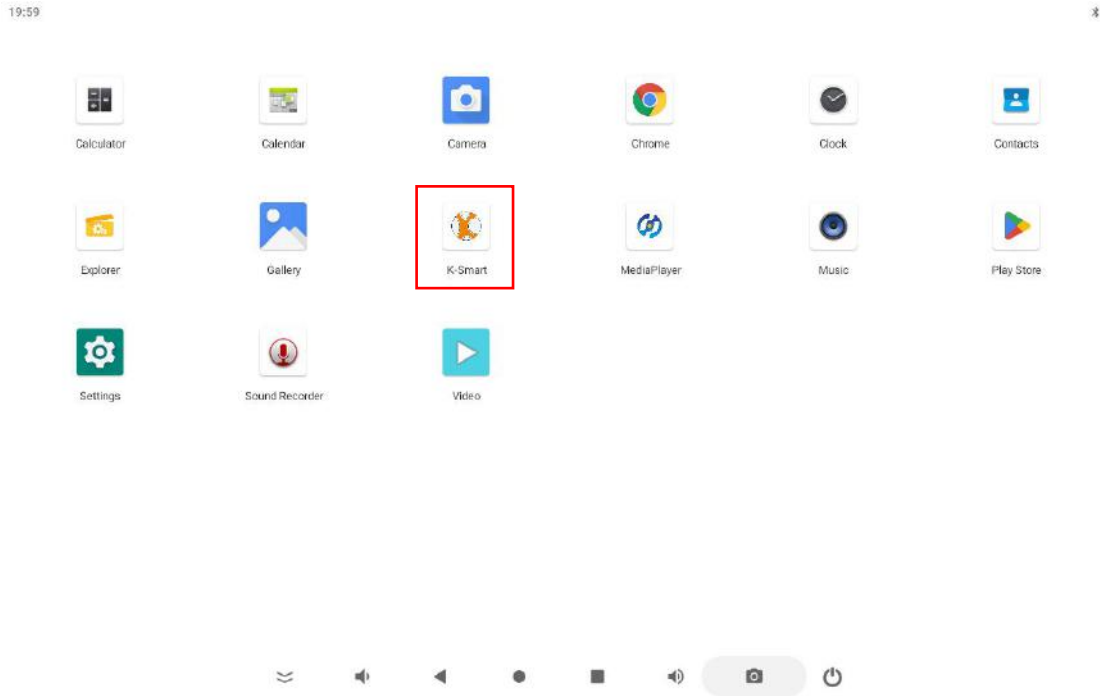 19:59
Calculator
Calendar
Camera
Chrome
Clock
Contacts
Explorer
Gallery
K-Smart
MediaPlayer
Music
Play Store
Settings
Sound Recorder
Video